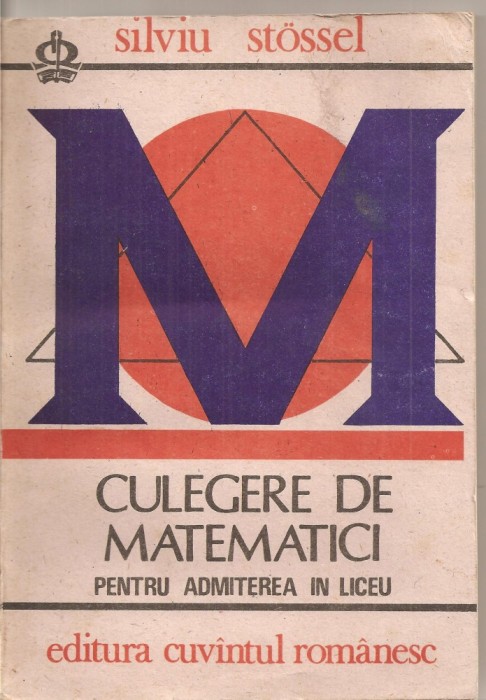 silviu stössel
M
CULEGERE DE
MATEMATICI
PENTRU ADMITEREA IN LICEU
editura cuvîntul românesc